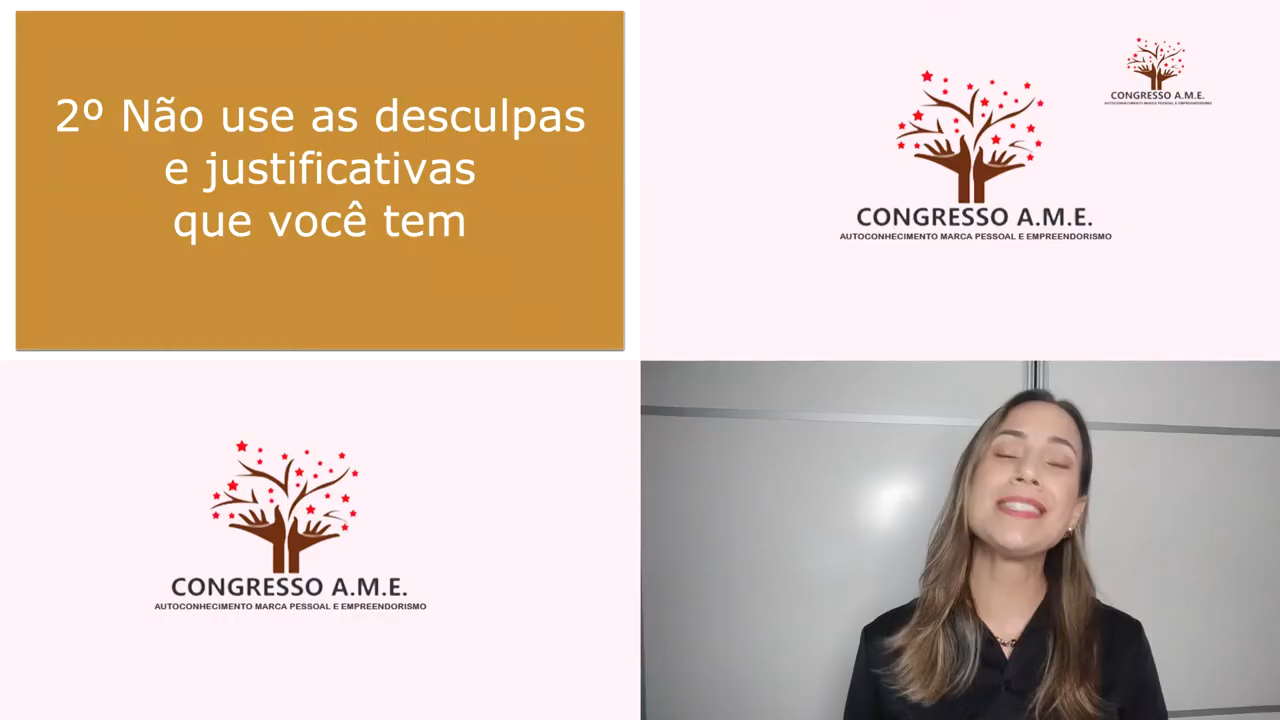 2º Não use as desculpas
e justificativas
que você tem
CONGRESSO A.M.E.
AUTOCONHECIMENTO MARCA PESSOAL E EMPREENDORISMO
CONGRESSO A.M.E.
AUTOCONHECIMENTO MARCA PESSOAL E EMPREENDORISMO
CONGRESSO A.M.E.
AUTOCONHECIMENTO MARCA PESSOAL E EMPREENDORISMO